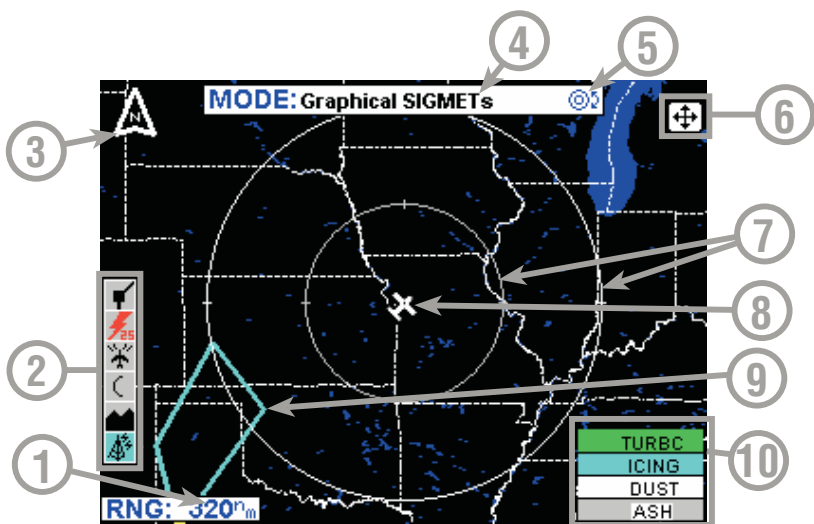 4
5
MODE: Graphical SIGMETs
6
N
3
7
25
8
2
9
1
TURBC
10
ICING
RNG: 320nm
DUST
ASH